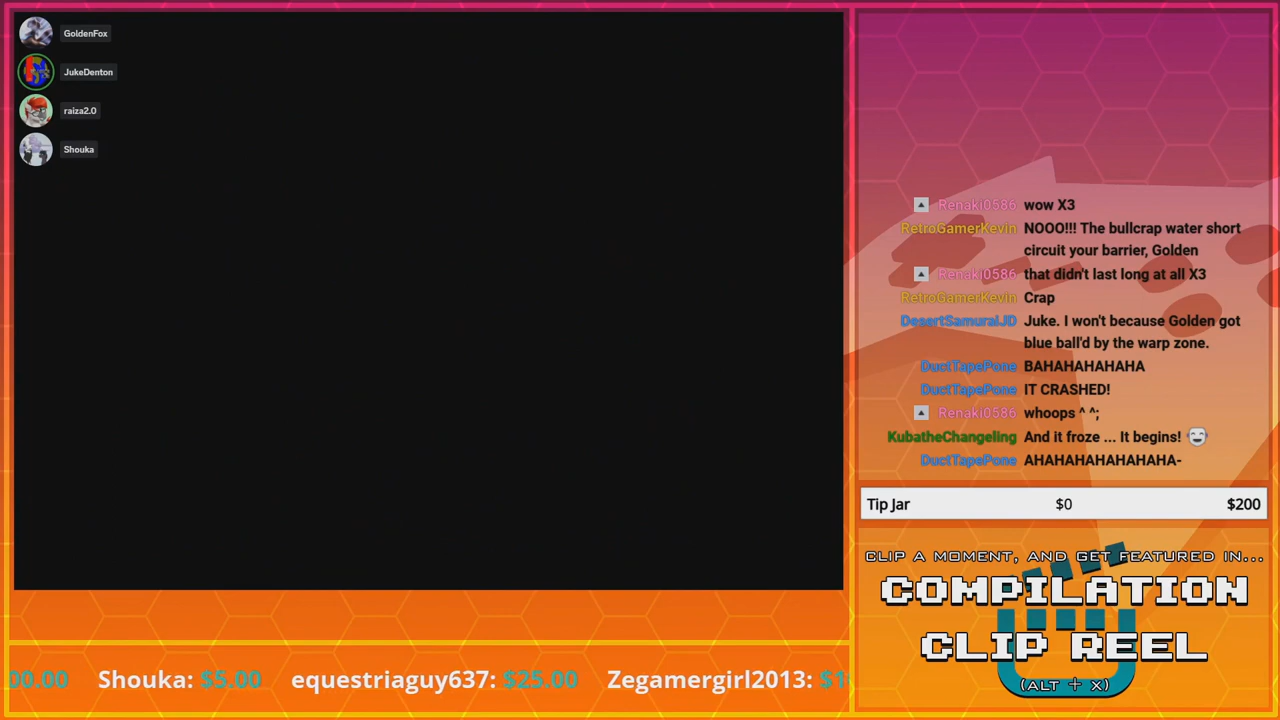 GoldenFox
JukeDenton
raiza2.0
Shouka
Renaki0586 wow X3
RetroGamerKevin NOOO!!! The bullcrap water short
circuit your barrier, Golden
Renaki0586 that didn't last long at all X3
RetroGamerKevin Crap
DesertSamuraiJD Juke. I won't because Golden got
blue ball'd by the warp zone.
DuctTapePone BAHAHAHAHAHA
DuctTapePone IT CRASHED!
Renaki0586 whoops ^ ^;
KubatheChangeling And it froze ... It begins!
DuctTapePone AHAHAHAHAHAHAHA-
Tip Jar $0 $200
CLIP A MOMENT, AND GET FEATURED IN...
COMPILATION
CLIP REEL
(ALT + X)
00.00 Shouka: $5.00 equestriaguy637: $25.00 Zegamergirl2013: